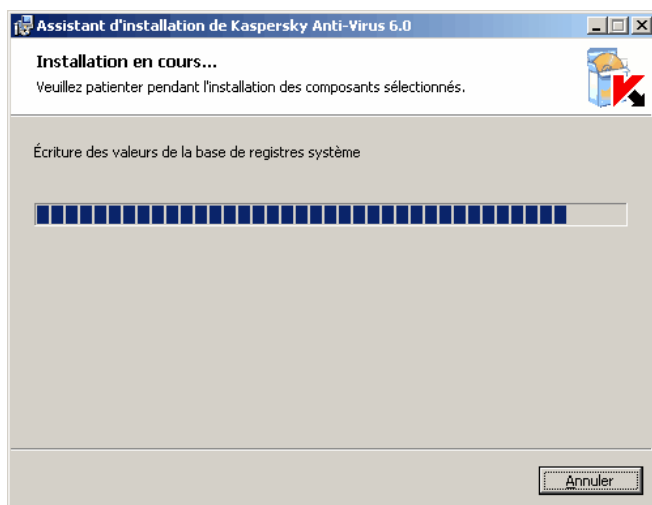 Assistant d'installation de Kaspersky Anti-Virus 6.0
Installation en cours...
Veuillez patienter pendant l'installation des composants sélectionnés.
Écriture des valeurs de la base de registres système
Annuler